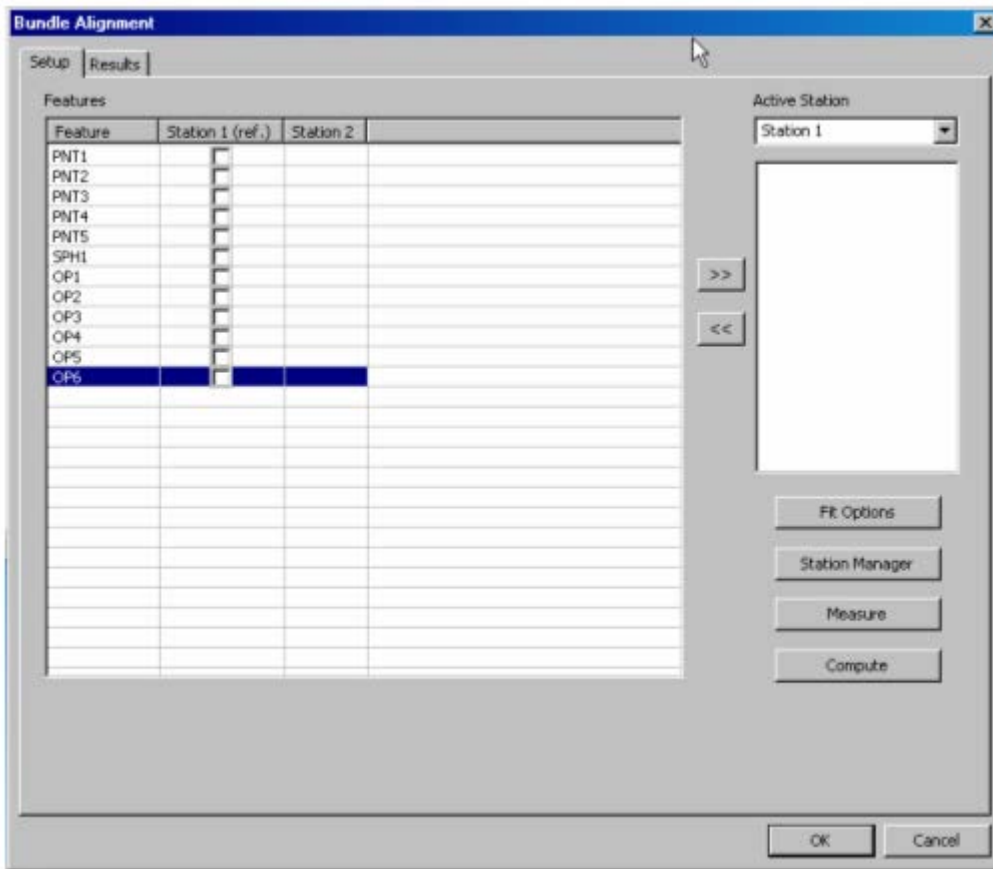 Bundle Alignment
Setup
Results
Features
Active Station
Feature Station 1 (ref.) Station 2
Station 1
PNT1
PNT2
PNT3
PNT4
PNT5
SPH1
OP1
OP2
OP3
OP4
OP5
OP6
>>
<<
Fit Options
Station Manager
Measure
Compute
OK
Cancel